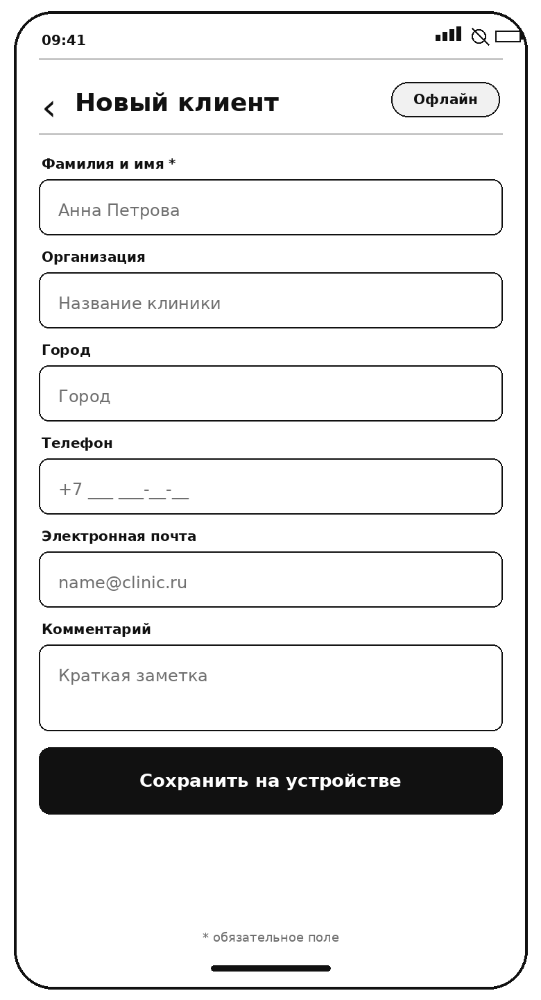 09:41
‹ Новый клиент
Офлайн
Фамилия и имя *
Анна Петрова
Организация
Название клиники
Город
Город
Телефон
+7 ___ ___-__-__
Электронная почта
name@clinic.ru
Комментарий
Краткая заметка
Сохранить на устройстве
* обязательное поле